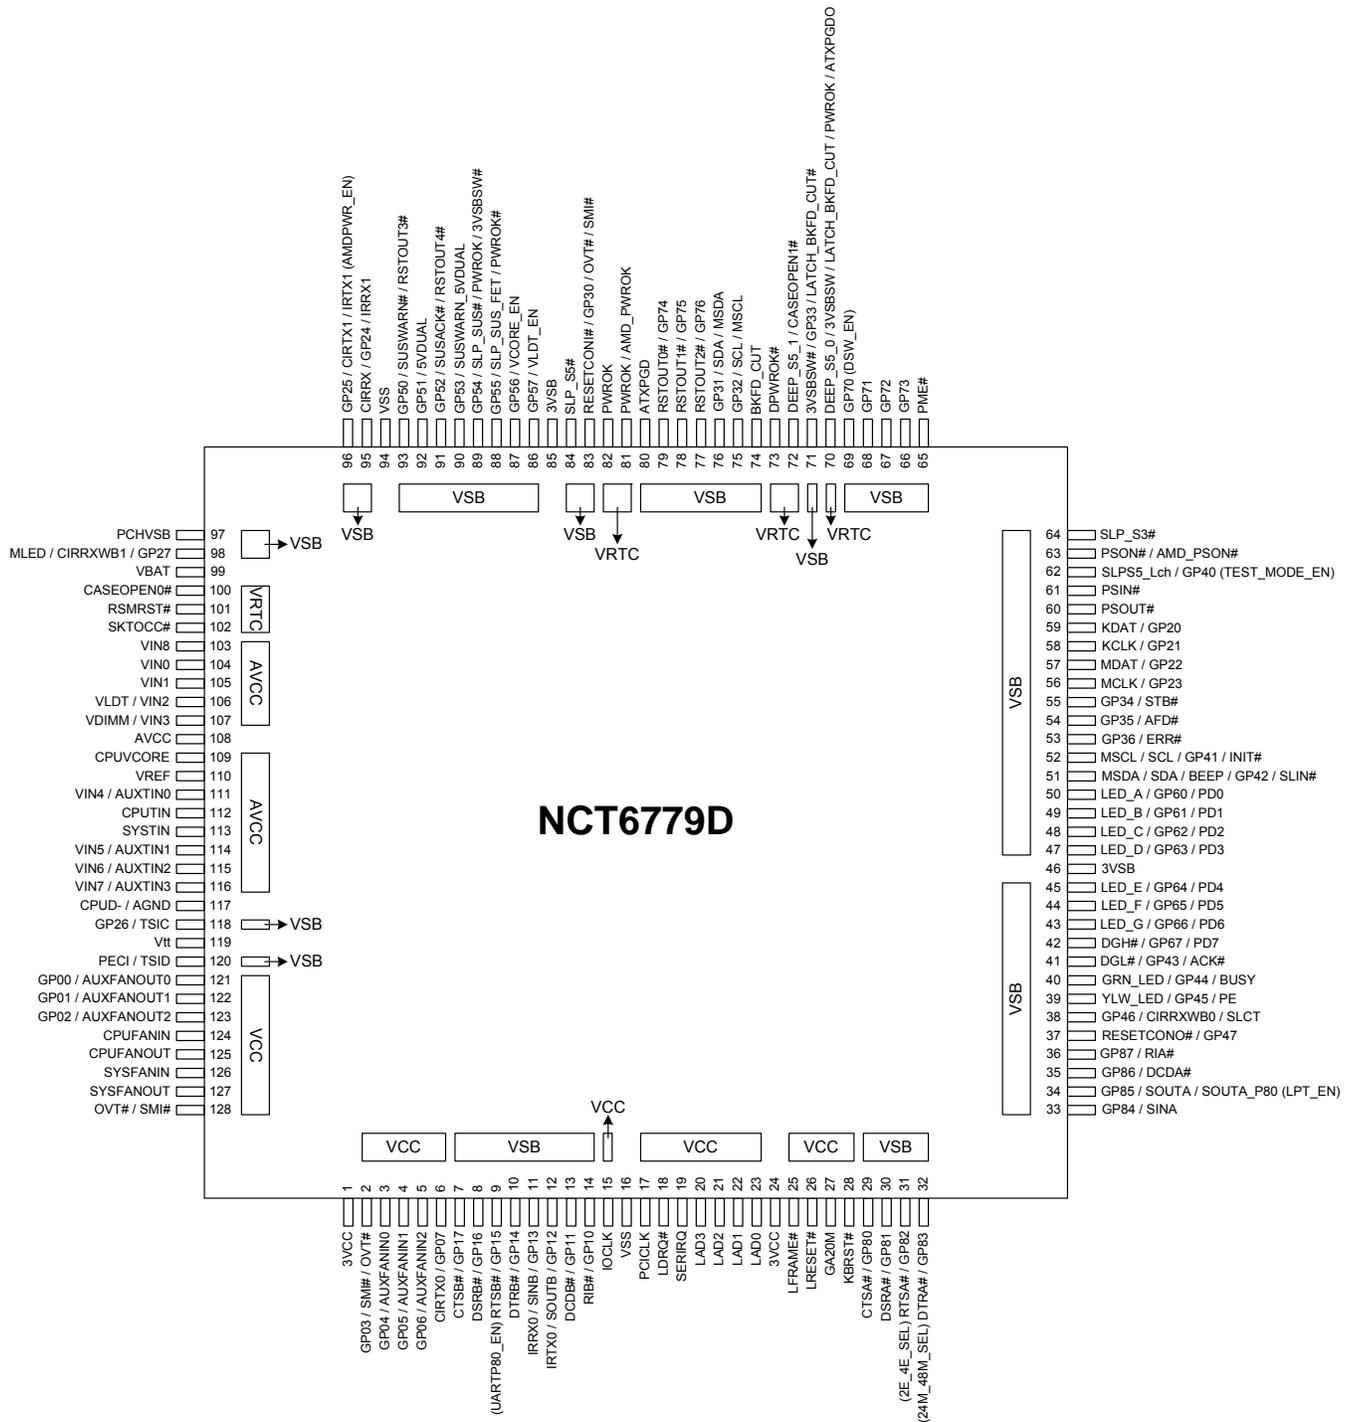 GP25 / CIRTX1 / IRTX1 (AMDPWR_EN)
CIRRX / GP24 / IRRX1
VSS
GP50 / SUSWARN# / RSTOUT3#
GP51 / 5VDUAL
GP52 / SUSACK# / RSTOUT4#
GP53 / SUSWARN_5VDUAL
GP54 / SLP_SUS# / PWROK / 3VSBSW#
GP55 / SLP_SUS_FET / PWROK#
GP56 / VCORE_EN
GP57 / VLDT_EN
3VSB
SLP_S5#
RESETCONI# / GP30 / OVT# / SMI#
PWROK
PWROK / AMD_PWROK
ATXPGD
RSTOUT0# / GP74
RSTOUT1# / GP75
RSTOUT2# / GP76
GP31 / SDA / MSDA
GP32 / SCL / MSCL
BKFD_CUT
DPWROK#
DEEP_S5_1 / CASEOPEN1#
3VSBSW# / GP33 / LATCH_BKFD_CUT#
DEEP_S5_0 / 3VSBSW / LATCH_BKFD_CUT / PWROK / ATXPGDO
GP70 (DSW_EN)
GP71
GP72
GP73
PME#
96
95
94
93
92
91
90
89
88
87
86
85
84
83
82
81
80
79
78
77
76
75
74
73
72
71
70
69
68
67
66
65
VSB
VSB
VSB
VRTC
VSB
VRTC
VSB
VRTC
VSB
PCHVSB 97
MLED / CIRRXWB1 / GP27 98
VSB
VBAT 99
CASEOPEN0# 100
RSMRST# 101
SKTOCC# 102
VRTC
VIN8 103
VIN0 104
VIN1 105
VLDT / VIN2 106
VDIMM / VIN3 107
AVCC
AVCC 108
CPUVCORE 109
VREF 110
VIN4 / AUXTIN0 111
CPUTIN 112
SYSTIN 113
VIN5 / AUXTIN1 114
VIN6 / AUXTIN2 115
VIN7 / AUXTIN3 116
AVCC
CPUD- / AGND 117
GP26 / TSIC 118
VSB
Vtt 119
PECI / TSID 120
VSB
GP00 / AUXFANOUT0 121
GP01 / AUXFANOUT1 122
GP02 / AUXFANOUT2 123
CPUFANIN 124
CPUFANOUT 125
SYSFANIN 126
SYSFANOUT 127
OVT# / SMI# 128
VCC
NCT6779D
64 SLP_S3#
63 PSON# / AMD_PSON#
62 SLPS5_Lch / GP40 (TEST_MODE_EN)
61 PSIN#
60 PSOUT#
59 KDAT / GP20
58 KCLK / GP21
57 MDAT / GP22
56 MCLK / GP23
55 GP34 / STB#
54 GP35 / AFD#
53 GP36 / ERR#
52 MSCL / SCL / GP41 / INIT#
51 MSDA / SDA / BEEP / GP42 / SLIN#
50 LED_A / GP60 / PD0
49 LED_B / GP61 / PD1
48 LED_C / GP62 / PD2
47 LED_D / GP63 / PD3
VSB
46 3VSB
45 LED_E / GP64 / PD4
44 LED_F / GP65 / PD5
43 LED_G / GP66 / PD6
42 DGH# / GP67 / PD7
41 DGL# / GP43 / ACK#
40 GRN_LED / GP44 / BUSY
39 YLW_LED / GP45 / PE
38 GP46 / CIRRXWB0 / SLCT
37 RESETCONO# / GP47
36 GP87 / RIA#
35 GP86 / DCDA#
34 GP85 / SOUTA / SOUTA_P80 (LPT_EN)
33 GP84 / SINA
VSB
VCC
VSB
VCC
VCC
VCC
VSB
1
2
3
4
5
6
7
8
9
10
11
12
13
14
15
16
17
18
19
20
21
22
23
24
25
26
27
28
29
30
31
32
3VCC
GP03 / SMI# / OVT#
GP04 / AUXFANIN0
GP05 / AUXFANIN1
GP06 / AUXFANIN2
CIRTX0 / GP07
CTSB# / GP17
DSRB# / GP16
(UARTP80_EN) RTSB# / GP15
DTRB# / GP14
IRRX0 / SINB / GP13
IRTX0 / SOUTB / GP12
DCDB# / GP11
RIB# / GP10
IOCLK
VSS
PCICLK
LDRQ#
SERIRQ
LAD3
LAD2
LAD1
LAD0
3VCC
LFRAME#
LRESET#
GA20M
KBRST#
CTSA# / GP80
DSRA# / GP81
(2E_4E_SEL) RTSA# / GP82
(24M_48M_SEL) DTRA# / GP83